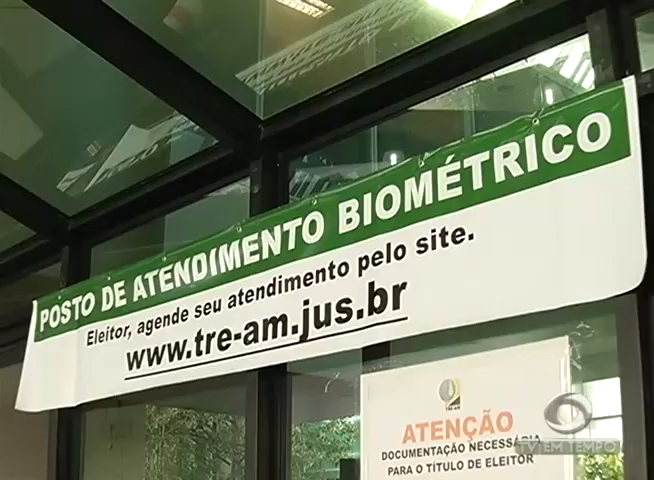 POSTO DE ATENDIMENTO BIOMÉTRICO
Eleitor, agende seu atendimento pelo site.
www.tre-am.jus.br
TRE-AM
ATENÇÃO
DOCUMENTAÇÃO NECESSÁRIA
PARA O TÍTULO DE ELEITOR
TV EM TEMPO